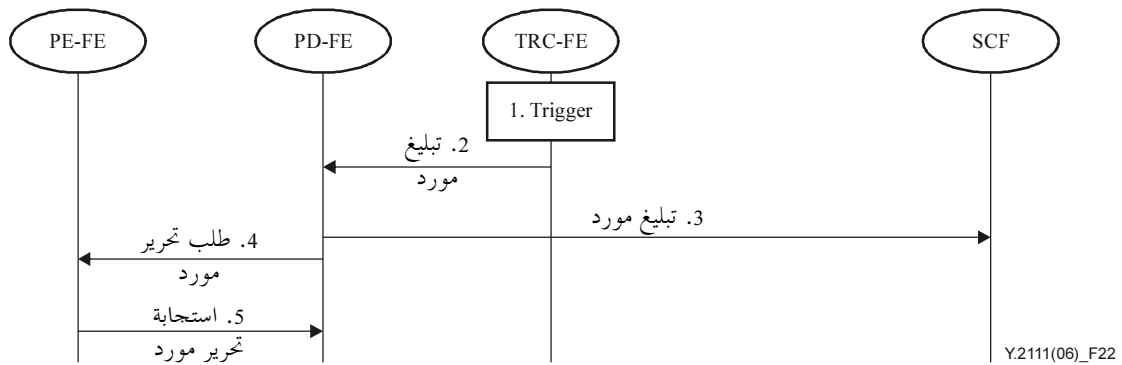 PE-FE
PD-FE
TRC-FE
SCF
1. Trigger
2. تبليغ
مورد
3. تبليغ مورد
4. طلب تحرير
مورد
5. استجابة
تحرير مورد
Y.2111(06)_F22